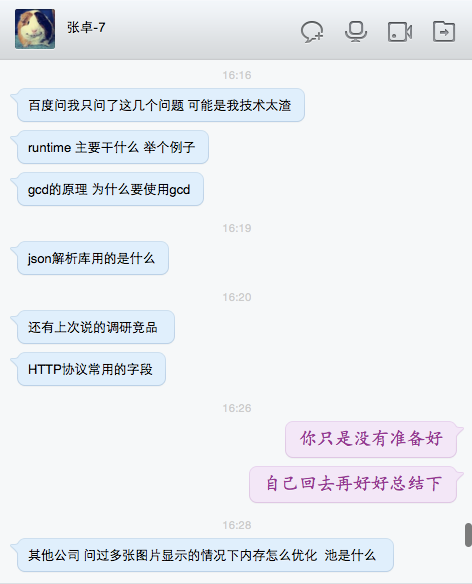 张卓-7
16:16
百度问我只问了这几个问题 可能是我技术太渣
runtime 主要干什么 举个例子
gcd的原理 为什么要使用gcd
16:19
json解析库用的是什么
16:20
还有上次说的调研竞品
HTTP协议常用的字段
16:26
你只是没有准备好
自己回去再好好总结下
16:28
其他公司 问过多张图片显示的情况下内存怎么优化 池是什么